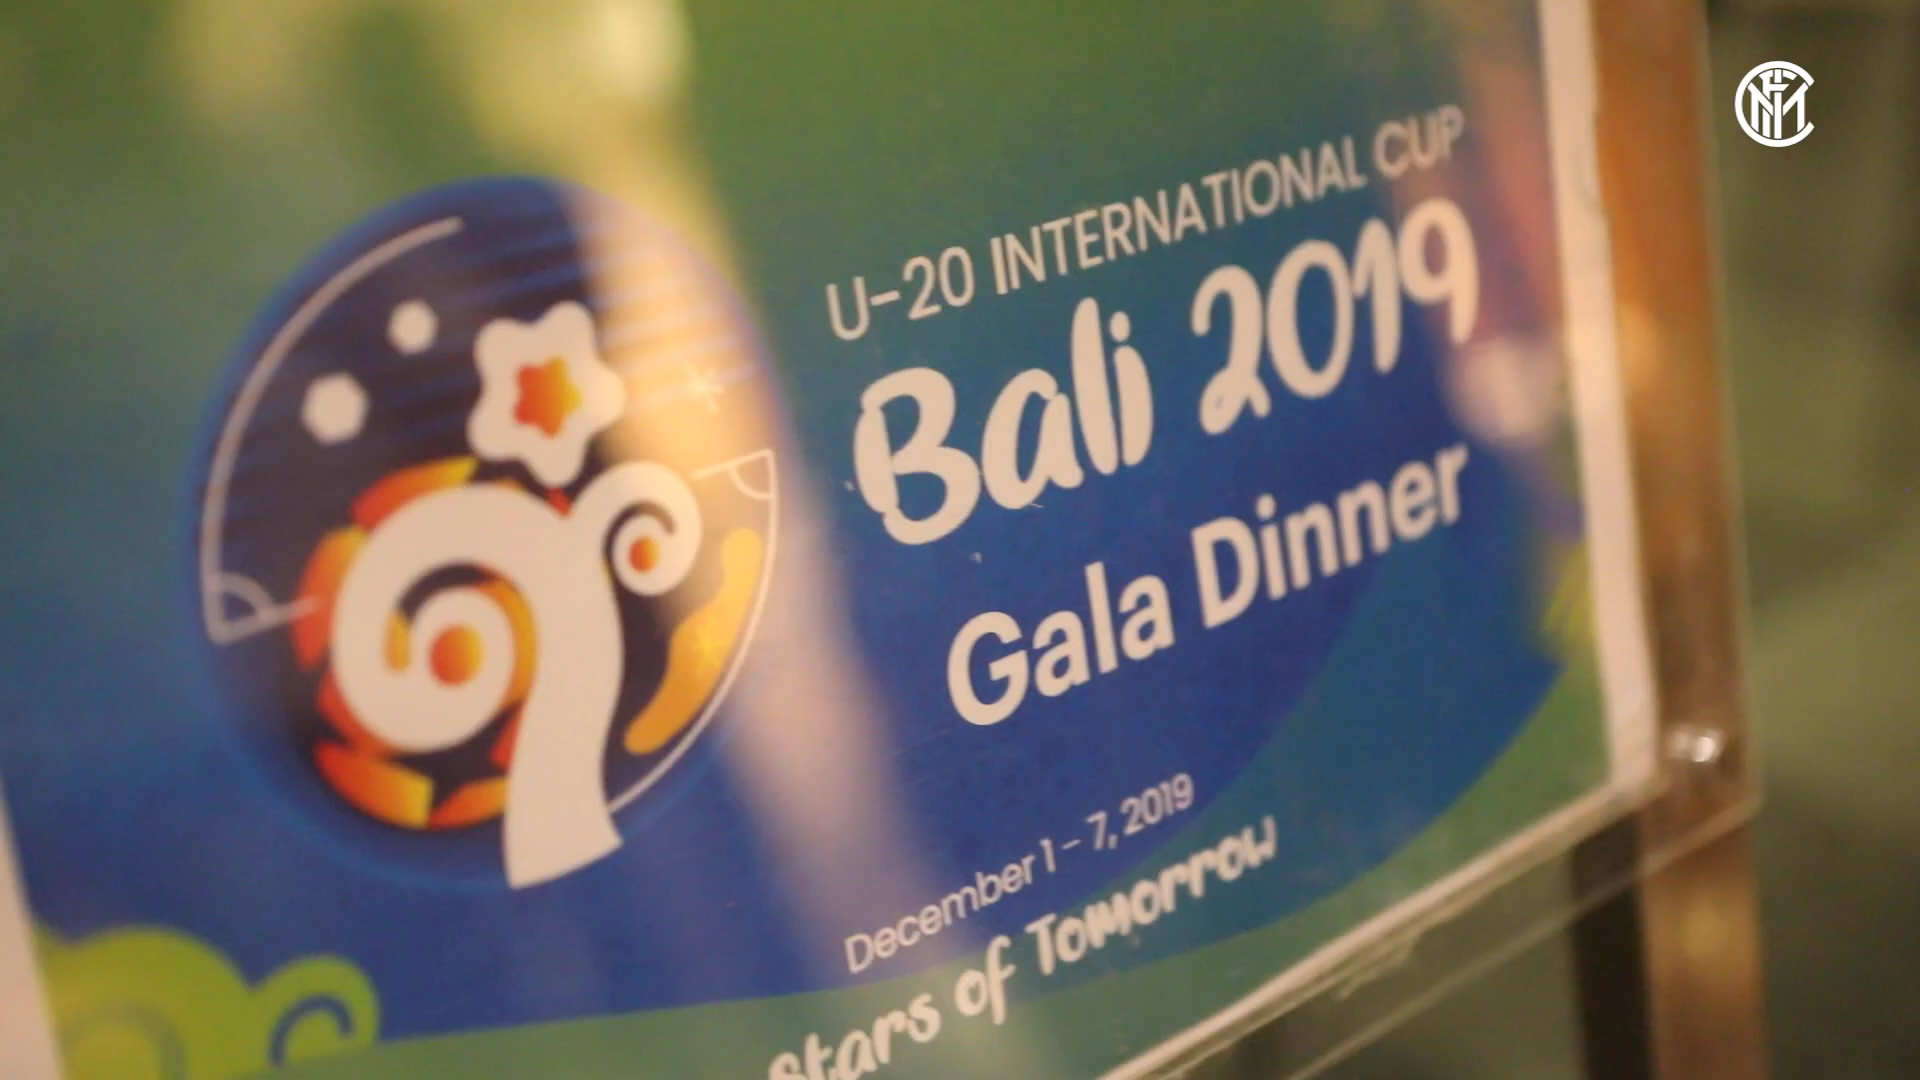 U-20 INTERNATIONAL CUP
Bali 2019
Gala Dinner
December 1 - 7, 2019
stars of Tomorrow